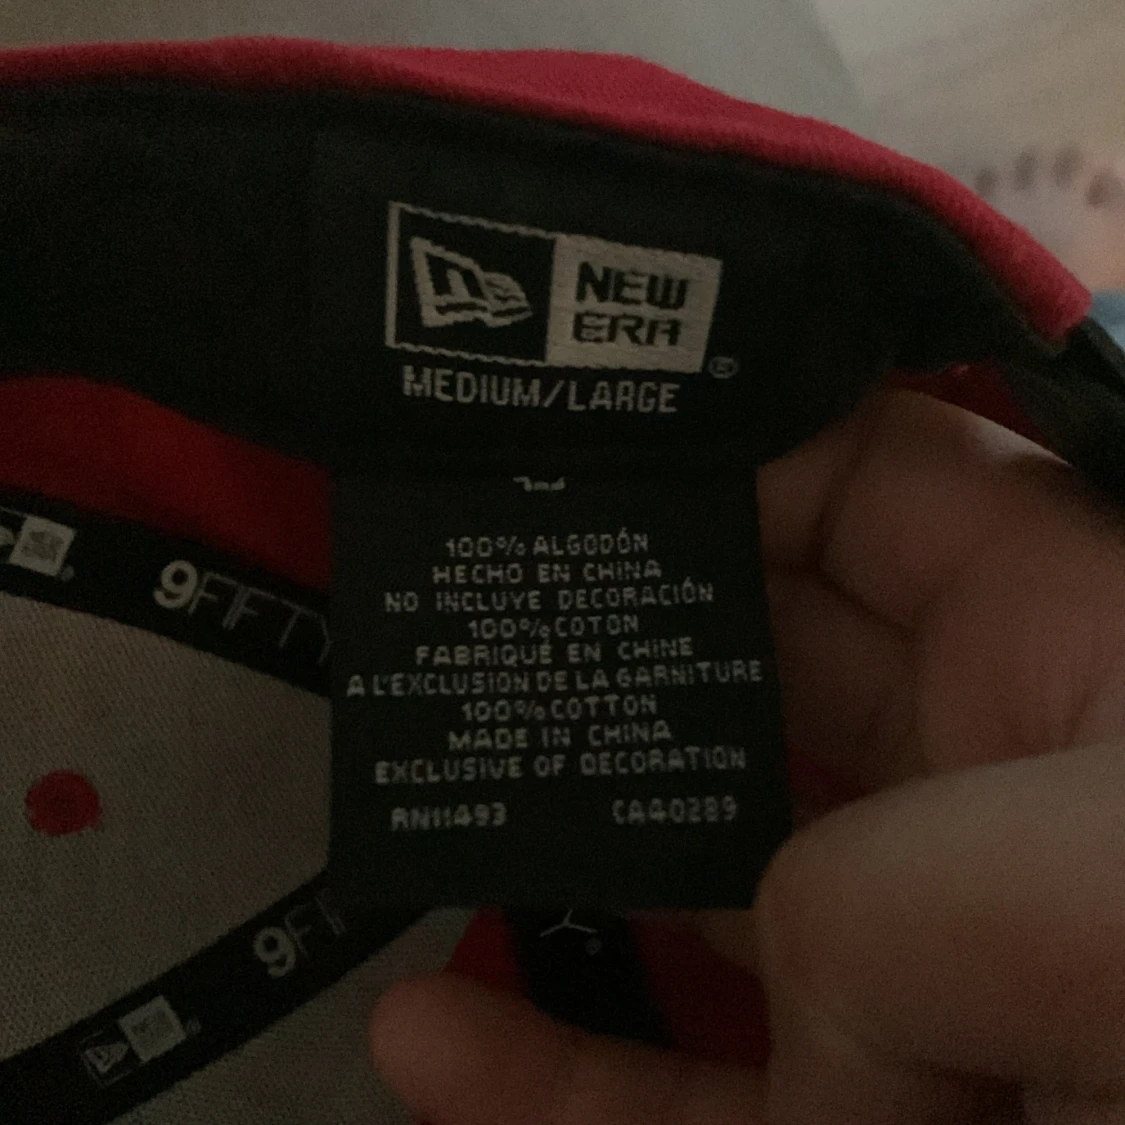 NEW
ERA
®
MEDIUM/LARGE
100% ALGODÓN
HECHO EN CHINA
NO INCLUYE DECORACIÓN
100% COTON
FABRIQUÉ EN CHINE
A L'EXCLUSION DE LA GARNITURE
100% COTTON
MADE IN CHINA
EXCLUSIVE OF DECORATION
RN11493 CA40289
9FIFTY
9FI